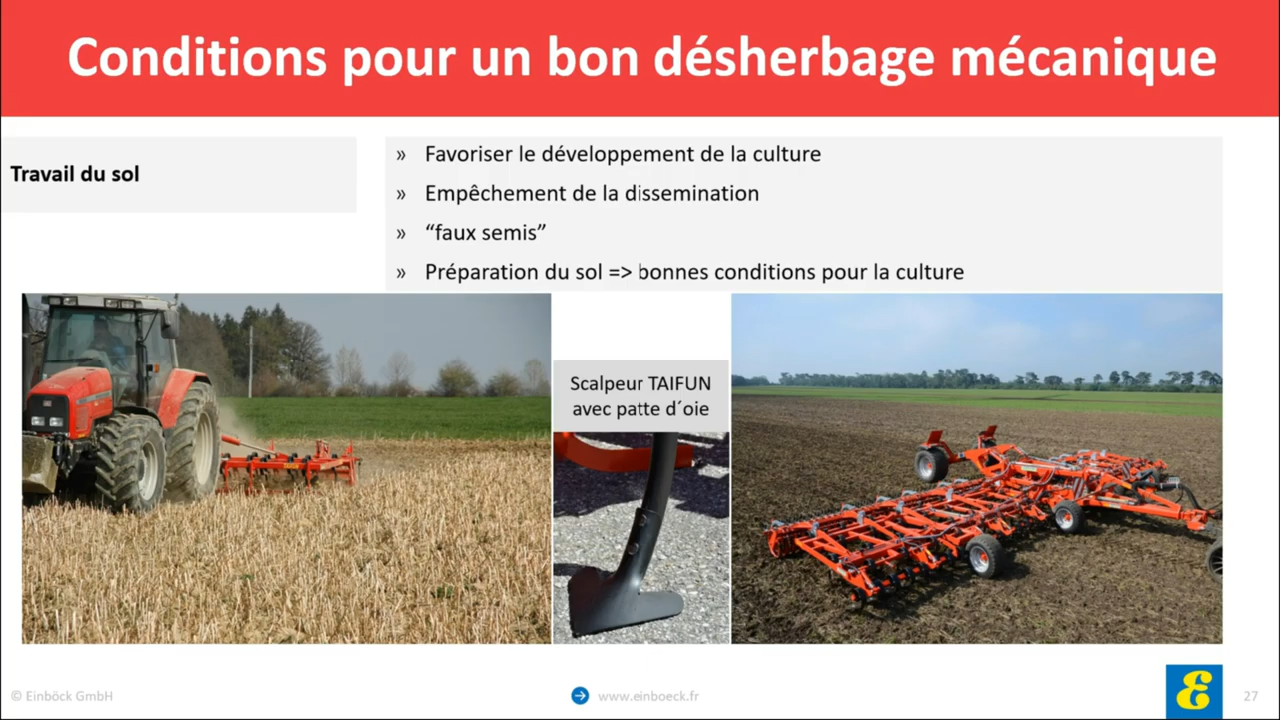 Conditions pour un bon désherbage mécanique
Travail du sol
» Favoriser le développement de la culture
» Empêchement de la dissemination
» “faux semis”
» Préparation du sol => bonnes conditions pour la culture
Scalpeur TAIFUN
avec patte d´oie
© Einböck GmbH
www.einboeck.fr
E
27